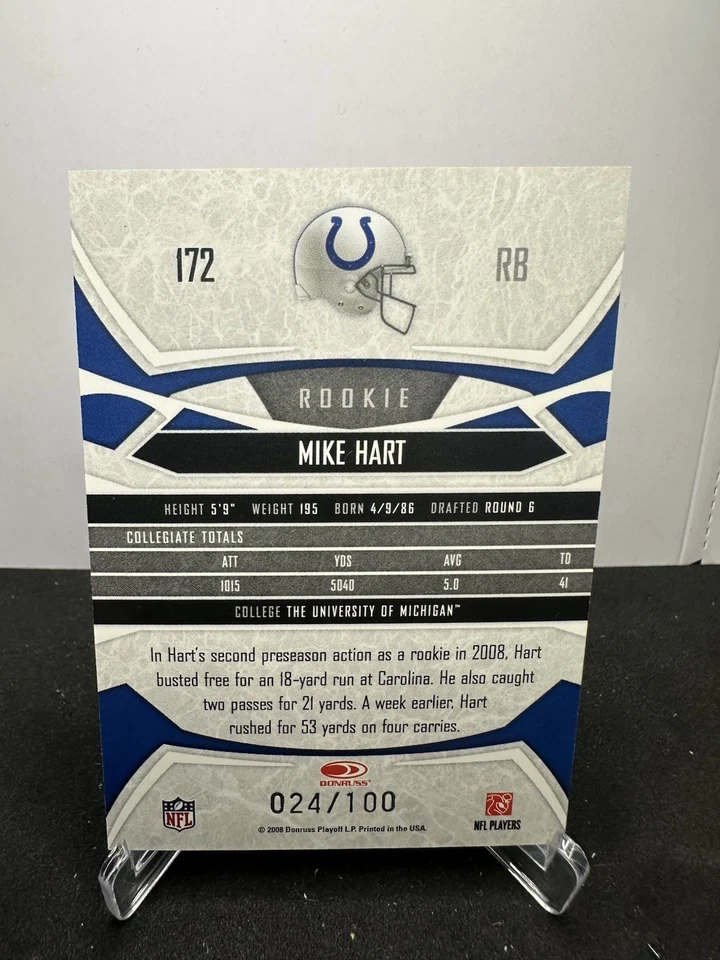 172 RB
ROOKIE
MIKE HART
HEIGHT 5'9" WEIGHT 195 BORN 4/9/86 DRAFTED ROUND 6
COLLEGIATE TOTALS
ATT YDS AVG TD
1015 5040 5.0 41
COLLEGE THE UNIVERSITY OF MICHIGAN™
In Hart's second preseason action as a rookie in 2008, Hart
busted free for an 18-yard run at Carolina. He also caught
two passes for 21 yards. A week earlier, Hart
rushed for 53 yards on four carries.
DONRUSS®
024/100
NFL
NFL PLAYERS
© 2008 Donruss Playoff L.P. Printed in the USA.